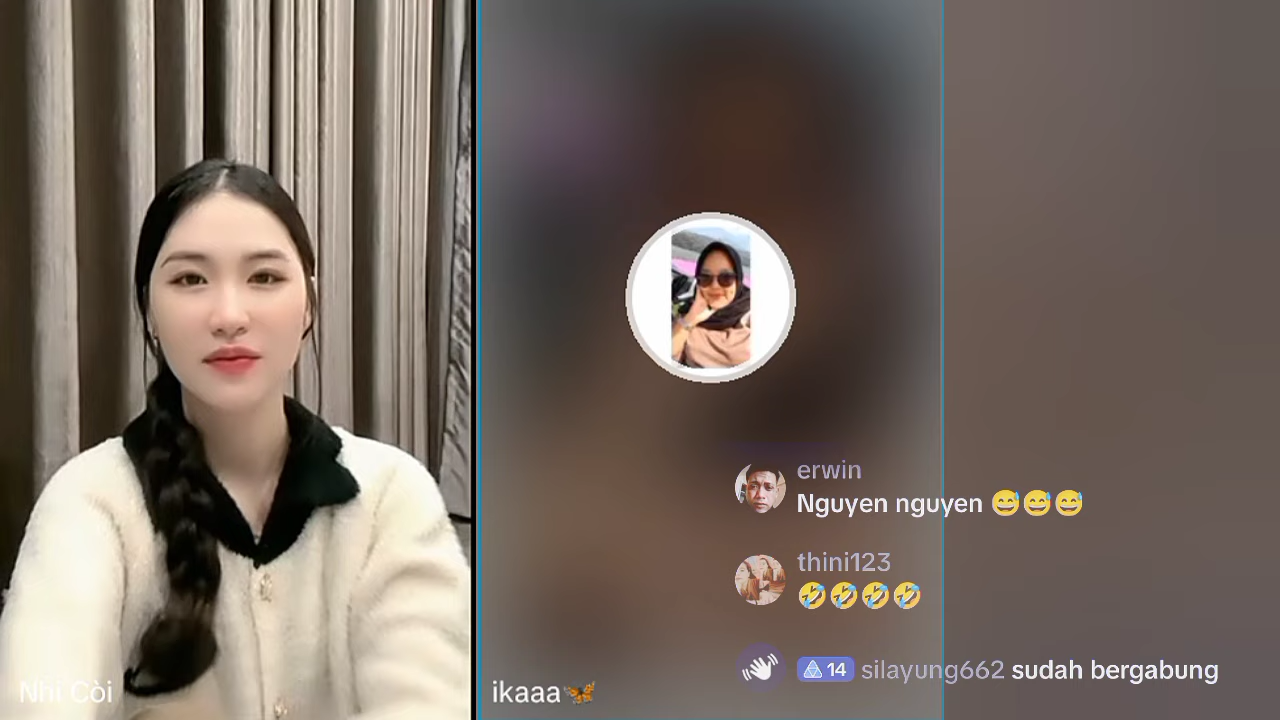 Nhi Còi
ikaaa🦋
erwin
Nguyen nguyen 😅😅😅
thini123
🤣🤣🤣🤣
14 silayung662 sudah bergabung